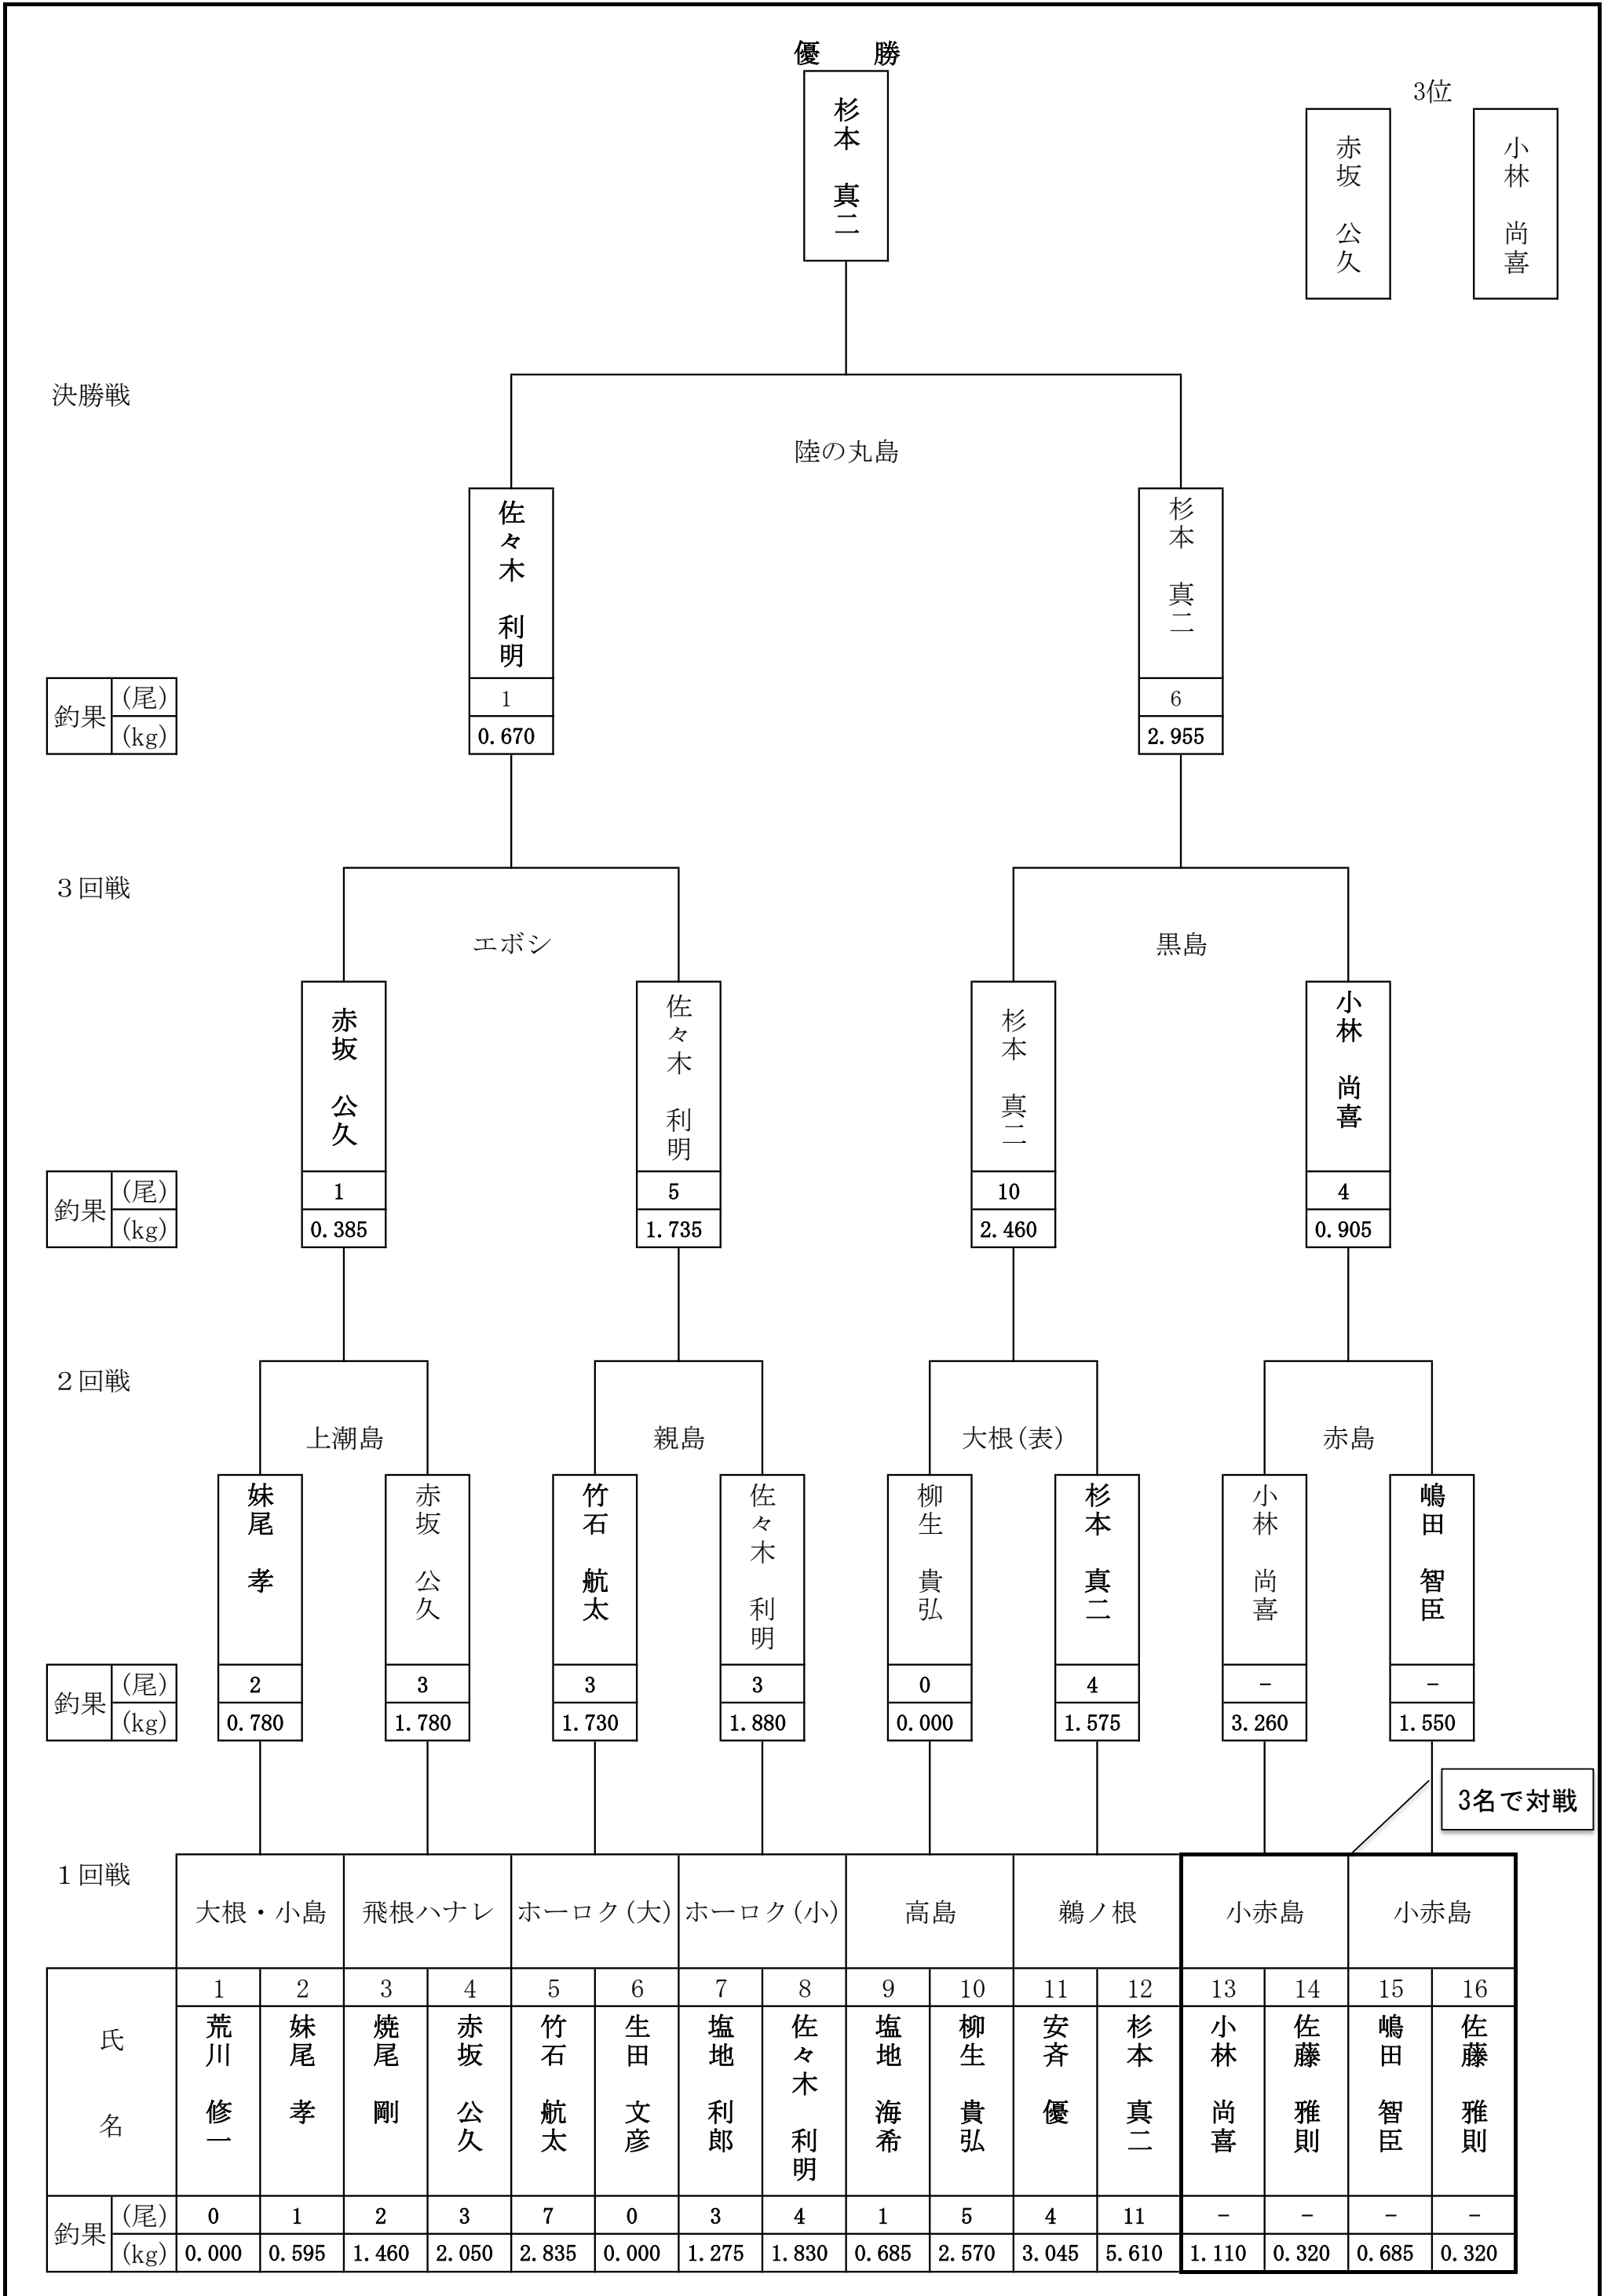 優　勝
杉本　真二
3位
赤坂　公久
小林　尚喜
決勝戦
陸の丸島
佐々木　利明
杉本　真二
釣果 (尾) 1 6
(kg) 0.670 2.955
３回戦
エボシ
黒島
赤坂　公久
佐々木　利明
杉本　真二
小林　尚喜
釣果 (尾) 1 5 10 4
(kg) 0.385 1.735 2.460 0.905
２回戦
上潮島
親島
大根(表)
赤島
妹尾　孝
赤坂　公久
竹石　航太
佐々木　利明
柳生　貴弘
杉本　真二
小林　尚喜
嶋田　智臣
釣果 (尾) 2 3 3 3 0 4 - -
(kg) 0.780 1.780 1.730 1.880 0.000 1.575 3.260 1.550
3名で対戦
１回戦
大根・小島 飛根ハナレ ホーロク(大) ホーロク(小) 高島 鵜ノ根 小赤島 小赤島
1 2 3 4 5 6 7 8 9 10 11 12 13 14 15 16
氏名
荒川　修一
妹尾　孝
焼尾　剛
赤坂　公久
竹石　航太
生田　文彦
塩地　利郎
佐々木　利明
塩地　海希
柳生　貴弘
安斉　優
杉本　真二
小林　尚喜
佐藤　雅則
嶋田　智臣
佐藤　雅則
釣果 (尾) 0 1 2 3 7 0 3 4 1 5 4 11 - - - -
(kg) 0.000 0.595 1.460 2.050 2.835 0.000 1.275 1.830 0.685 2.570 3.045 5.610 1.110 0.320 0.685 0.320